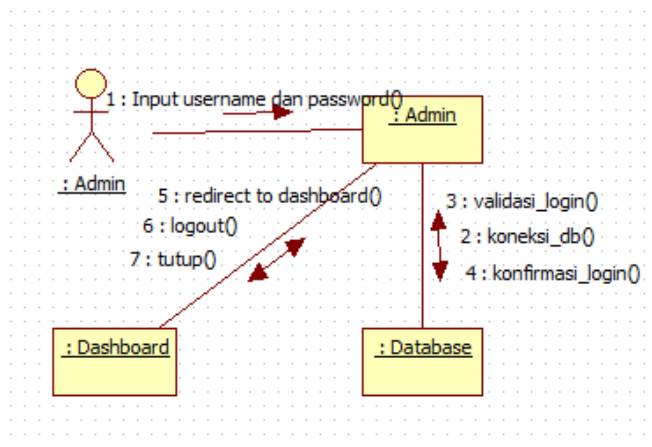 1 : Input username dan password()
: Admin
: Admin
5 : redirect to dashboard()
6 : logout()
7 : tutup()
3 : validasi_login()
2 : koneksi_db()
4 : konfirmasi_login()
: Dashboard
: Database